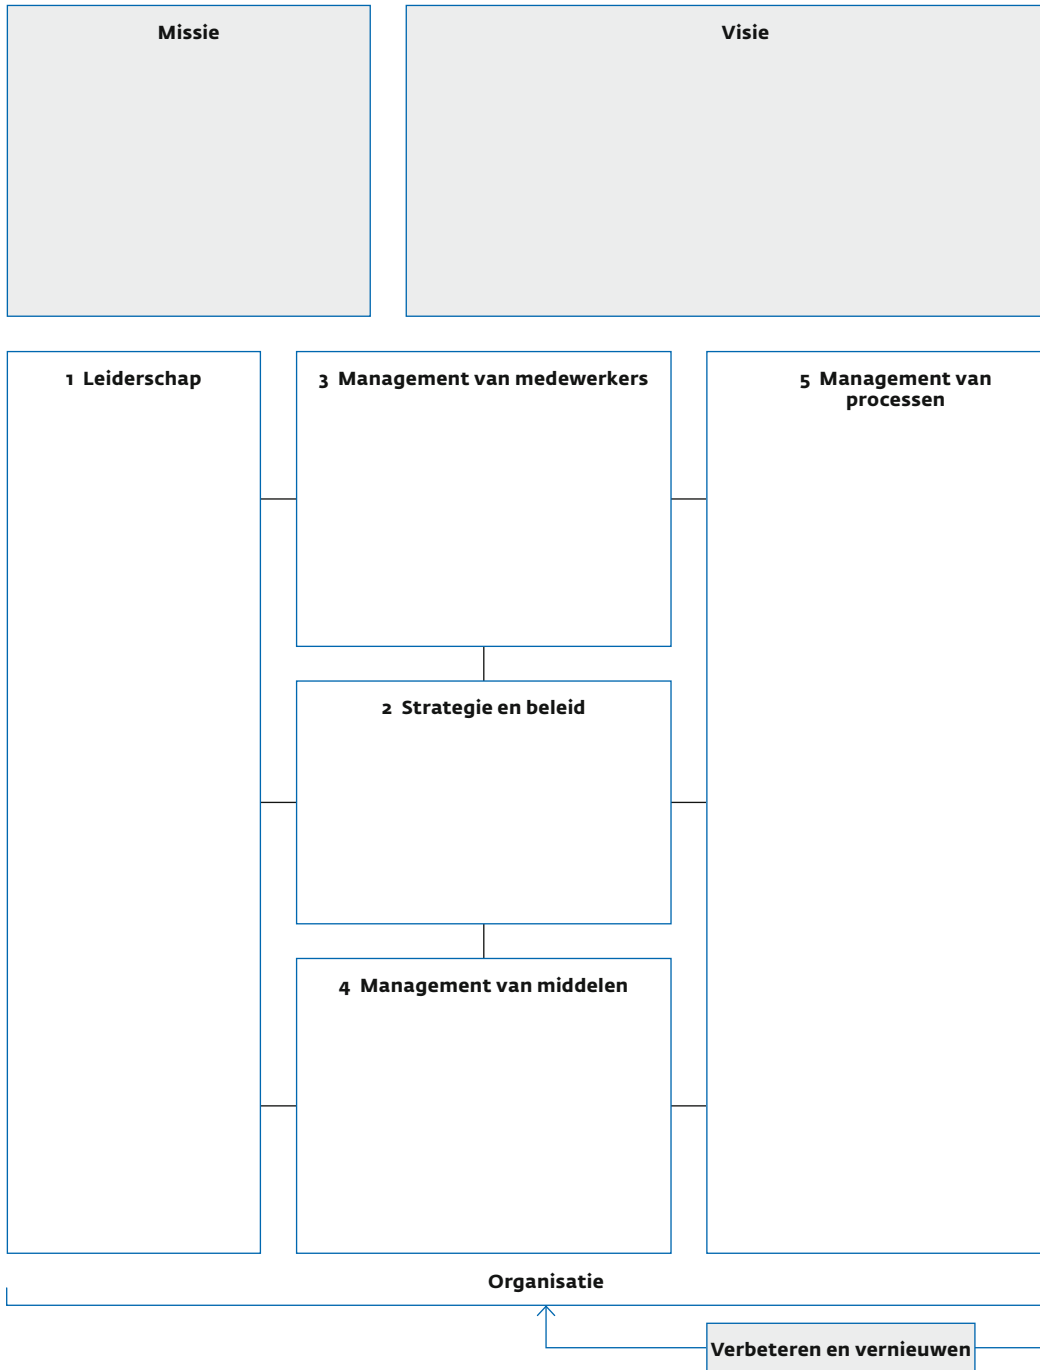 Missie
Visie
1 Leiderschap
3 Management van medewerkers
5 Management van
processen
2 Strategie en beleid
4 Management van middelen
Organisatie
Verbeteren en vernieuwen